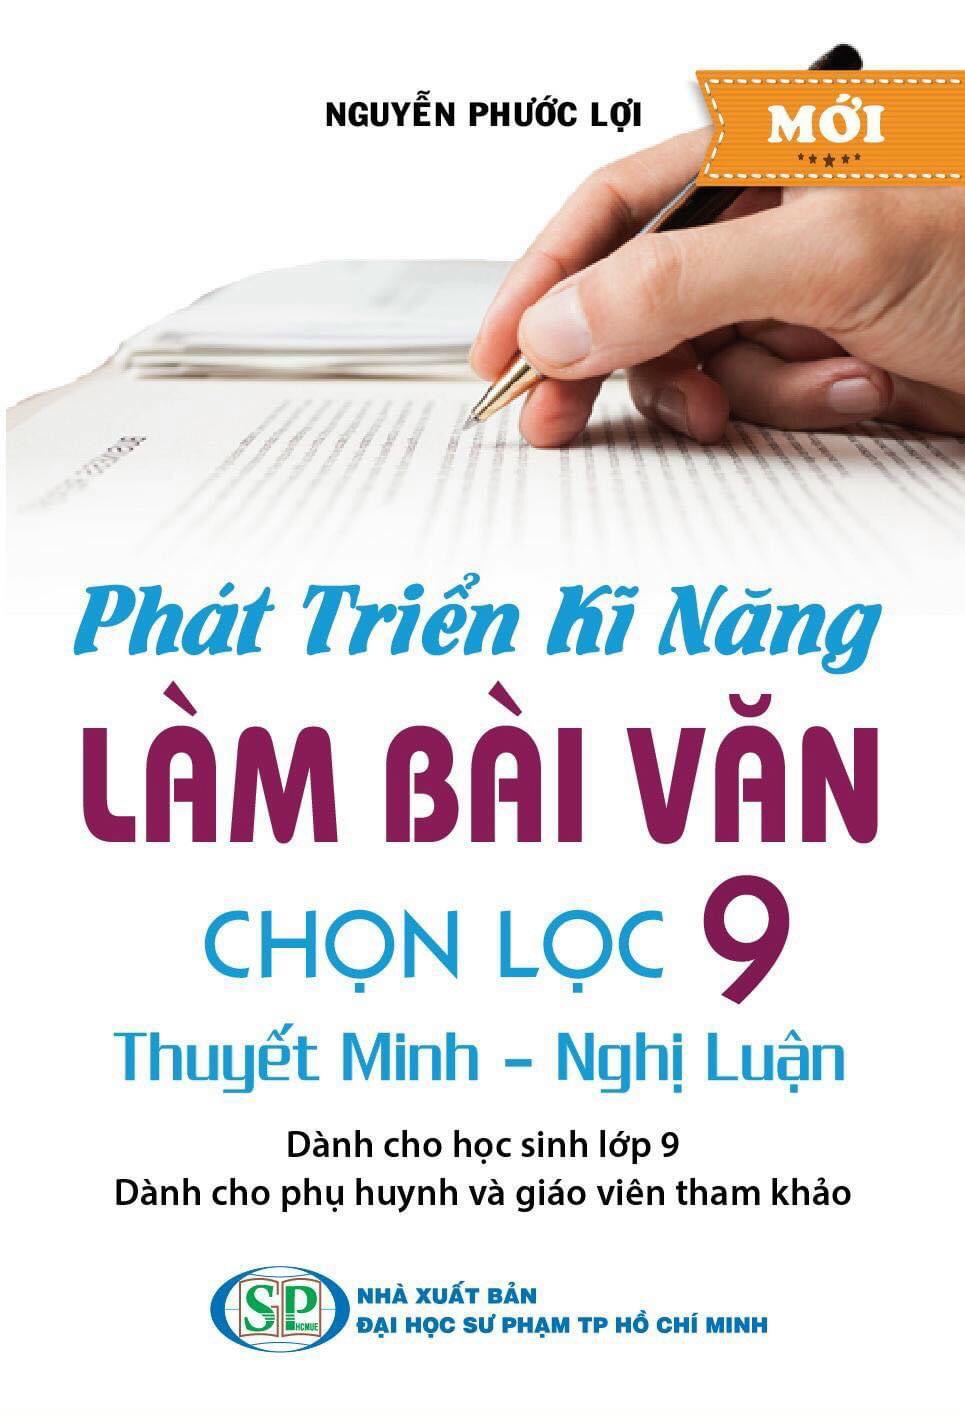 NGUYỄN PHƯỚC LỢI
MỚI
Phát Triển Kĩ Năng
LÀM BÀI VĂN
CHỌN LỌC 9
Thuyết Minh - Nghị Luận
Dành cho học sinh lớp 9
Dành cho phụ huynh và giáo viên tham khảo
SP
HCMUE
NHÀ XUẤT BẢN
ĐẠI HỌC SƯ PHẠM TP HỒ CHÍ MINH